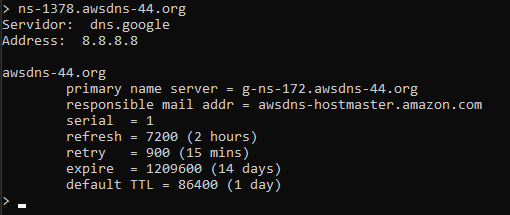 > ns-1378.awsdns-44.org
Servidor:  dns.google
Address:  8.8.8.8

awsdns-44.org
        primary name server = g-ns-172.awsdns-44.org
        responsible mail addr = awsdns-hostmaster.amazon.com
        serial  = 1
        refresh = 7200 (2 hours)
        retry   = 900 (15 mins)
        expire  = 1209600 (14 days)
        default TTL = 86400 (1 day)
> _